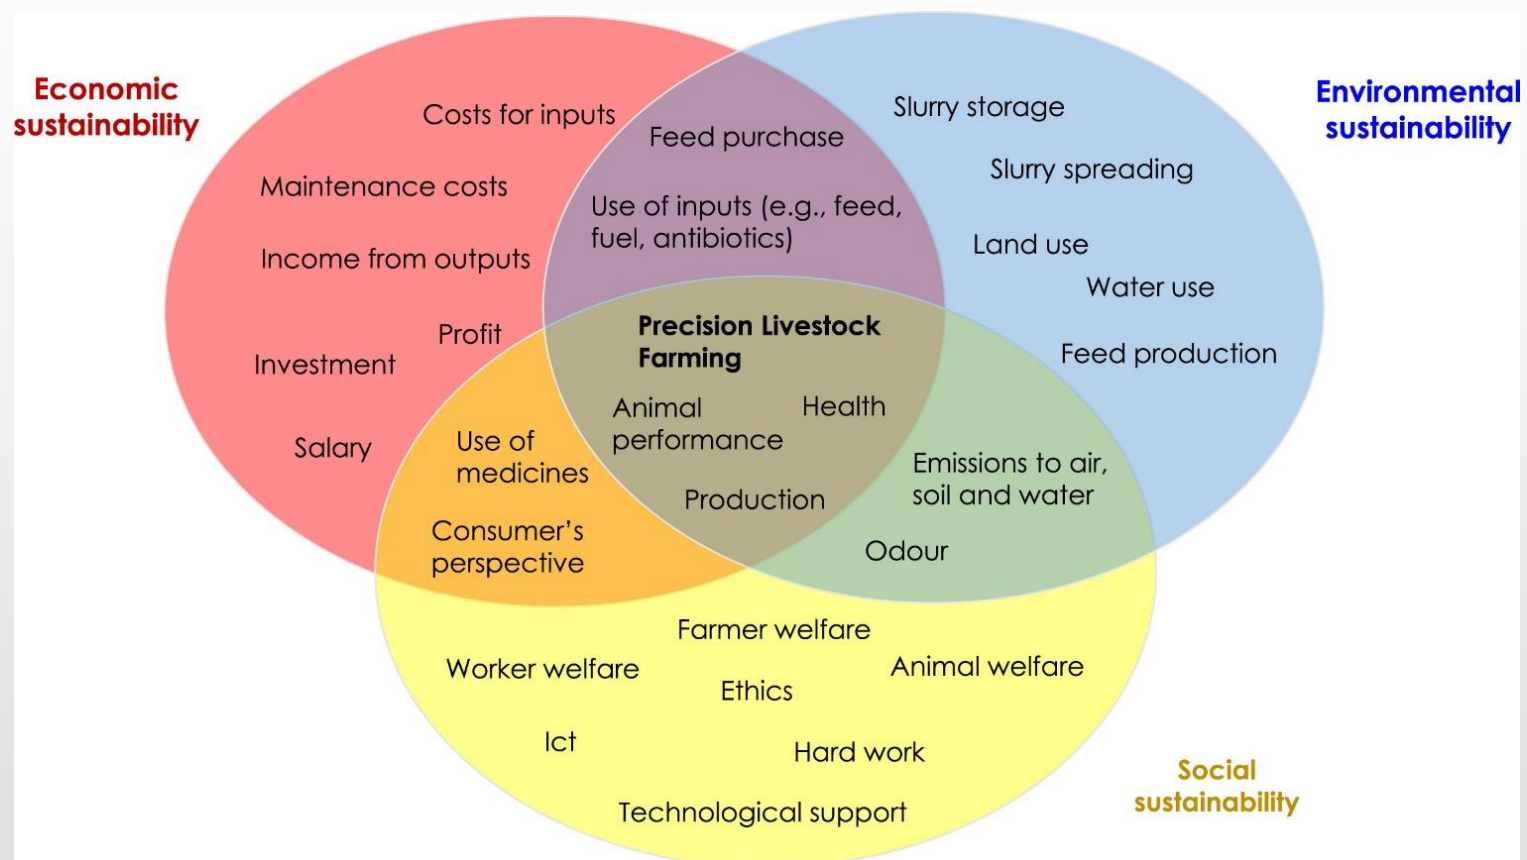 Economic
sustainability
Environmental
sustainability
Costs for inputs
Maintenance costs
Income from outputs
Profit
Investment
Salary
Feed purchase
Use of inputs (e.g., feed,
fuel, antibiotics)
Slurry storage
Slurry spreading
Land use
Water use
Feed production
Precision Livestock
Farming
Animal
performance
Health
Production
Use of
medicines
Consumer’s
perspective
Emissions to air,
soil and water
Odour
Farmer welfare
Worker welfare
Animal welfare
Ethics
Ict
Hard work
Technological support
Social
sustainability